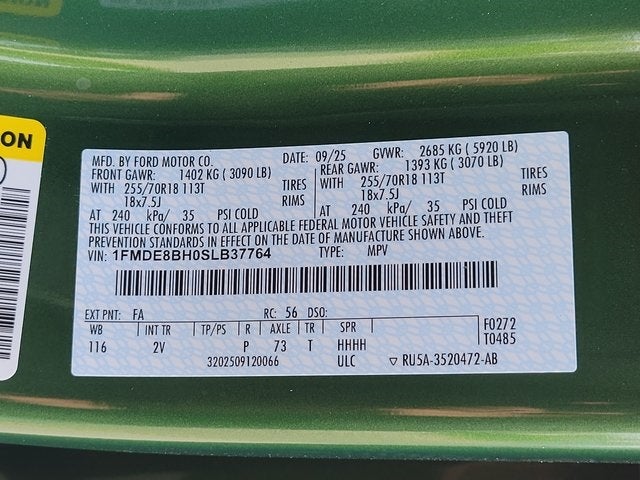 ON
MFD. BY FORD MOTOR CO. DATE: 09/25 GVWR: 2685 KG ( 5920 LB)
FRONT GAWR: 1402 KG ( 3090 LB) REAR GAWR: 1393 KG ( 3070 LB)
WITH 255/70R18 113T TIRES WITH 255/70R18 113T TIRES
18x7.5J RIMS 18x7.5J RIMS
AT 240 kPa/ 35 PSI COLD AT 240 kPa/ 35 PSI COLD
THIS VEHICLE CONFORMS TO ALL APPLICABLE FEDERAL MOTOR VEHICLE SAFETY AND THEFT
PREVENTION STANDARDS IN EFFECT ON THE DATE OF MANUFACTURE SHOWN ABOVE.
VIN: 1FMDE8BH0SLB37764 TYPE: MPV
EXT PNT: FA RC: 56 DSO:
WB INT TR TP/PS R AXLE TR SPR F0272
116 2V P 73 T HHHH T0485
3202509120066 ULC ▽ RU5A-3520472-AB